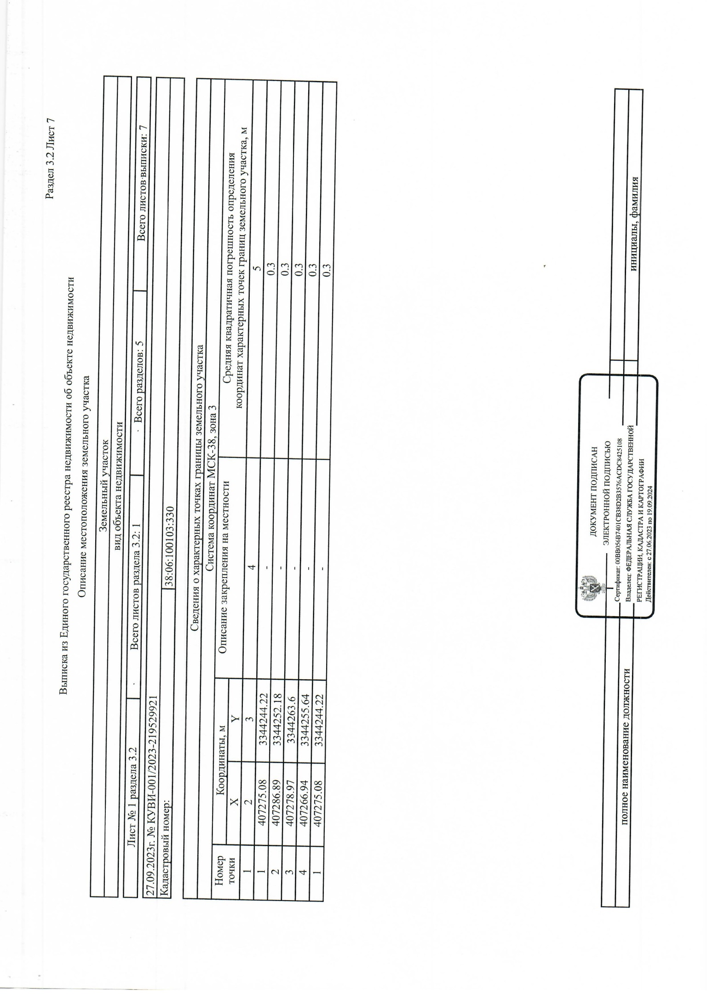 Раздел 3.2 Лист 7
Выписка из Единого государственного реестра недвижимости об объекте недвижимости
Описание местоположения земельного участка
Земельный участок
вид объекта недвижимости
Лист № 1 раздела 3.2 Всего листов раздела 3.2: 1 Всего разделов: 5 Всего листов выписки: 7
27.09.2023г. № КУВИ-001/2023-219529921
Кадастровый номер: 38:06:100103:330
Сведения о характерных точках границы земельного участка
Система координат МСК-38, зона 3
Номер точки Координаты, м Описание закрепления на местности Средняя квадратичная погрешность определения
координат характерных точек границ земельного участка, м
X Y
1 2 3 4 5
1 407275.08 3344244.22 - 0.3
2 407286.89 3344252.18 - 0.3
3 407278.97 3344263.6 - 0.3
4 407266.94 3344255.64 - 0.3
1 407275.08 3344244.22 - 0.3
ДОКУМЕНТ ПОДПИСАН
ЭЛЕКТРОННОЙ ПОДПИСЬЮ
Сертификат: 00BB056B7401CB38D2B3576ACDC8425108
Владелец: ФЕДЕРАЛЬНАЯ СЛУЖБА ГОСУДАРСТВЕННОЙ
РЕГИСТРАЦИИ, КАДАСТРА И КАРТОГРАФИИ
Действителен: с 27.06.2023 по 19.09.2024
полное наименование должности
инициалы, фамилия